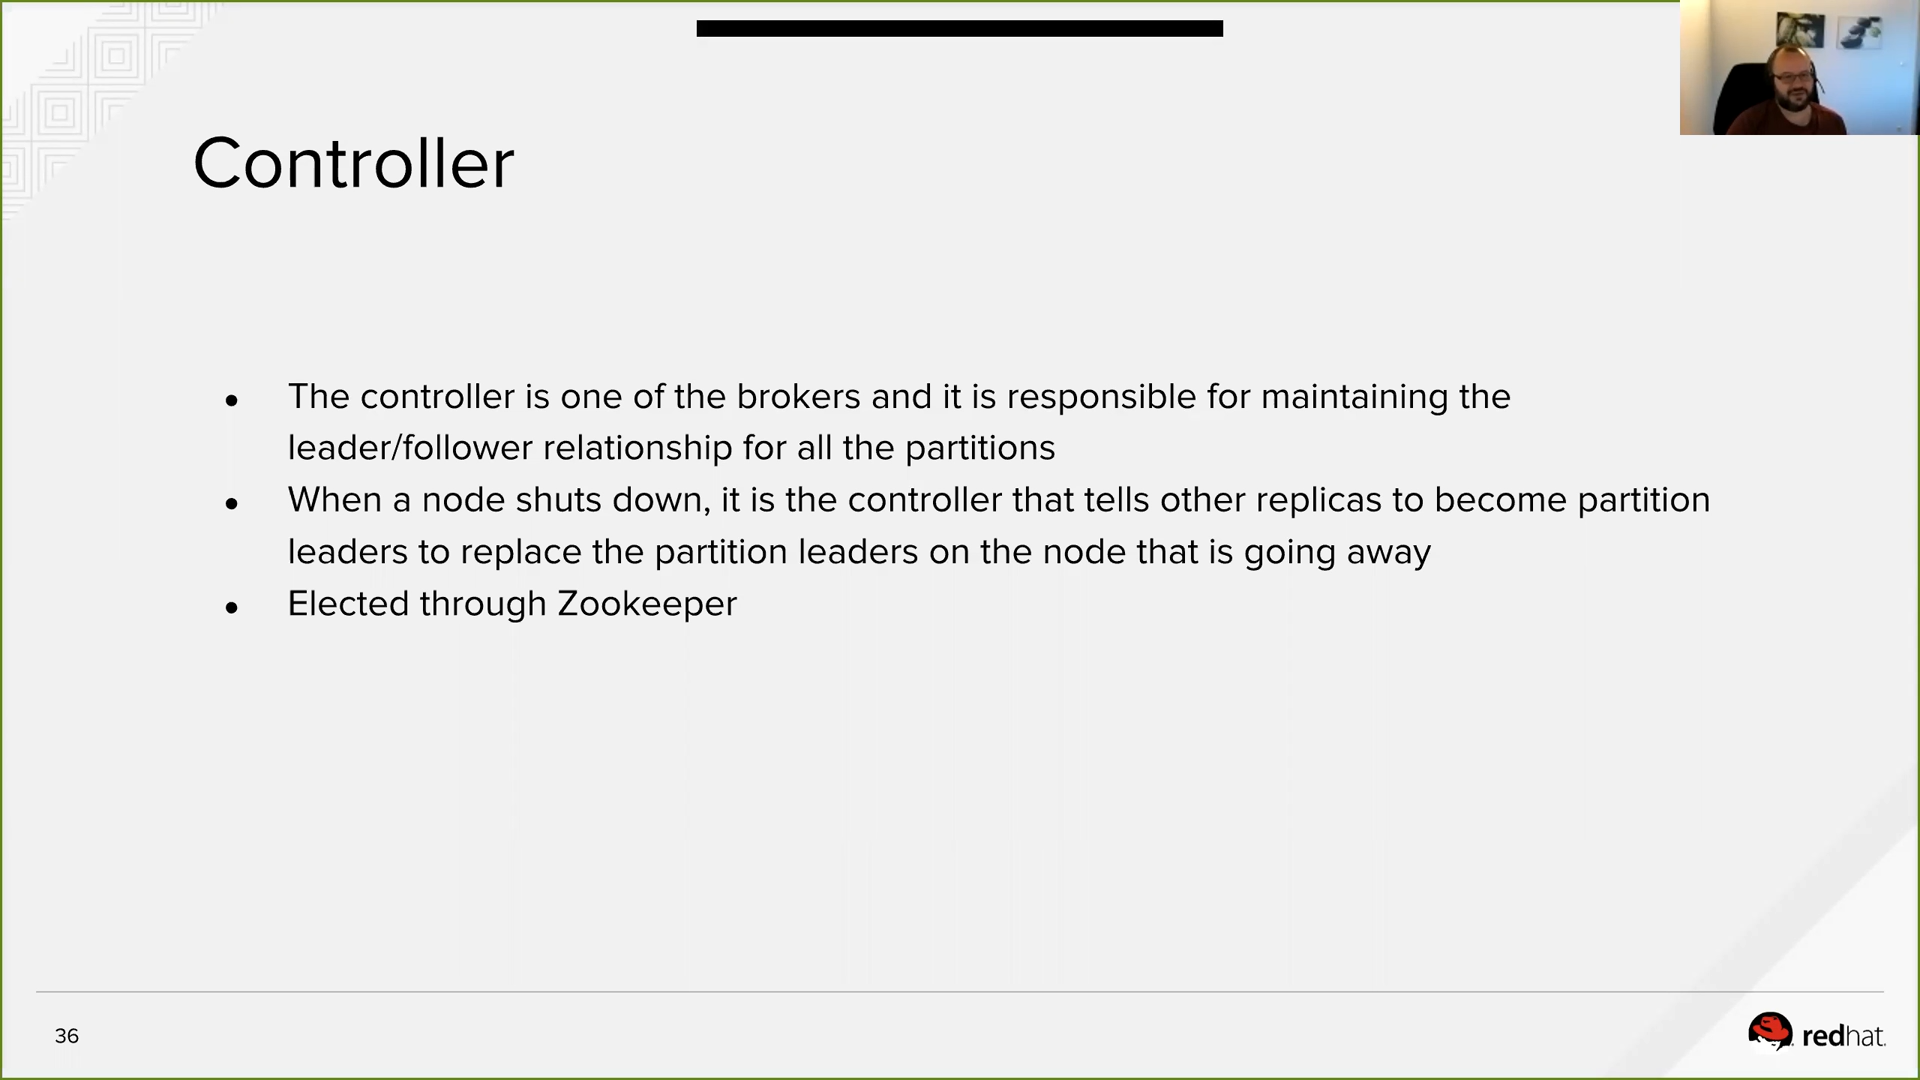 Controller
● The controller is one of the brokers and it is responsible for maintaining the
leader/follower relationship for all the partitions
● When a node shuts down, it is the controller that tells other replicas to become partition
leaders to replace the partition leaders on the node that is going away
● Elected through Zookeeper
36
redhat.